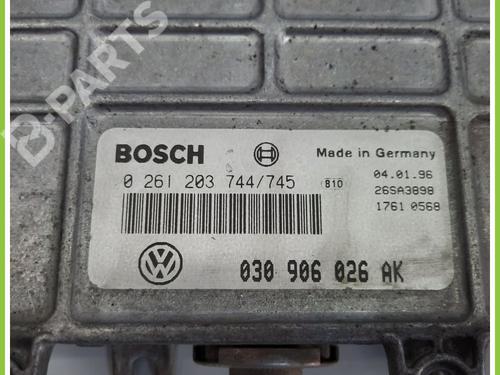 B-PARTS
BOSCH
Made in Germany
0 261 203 744/745
B10
04.01.96
26SA3898
1761 0568
030 906 026 AK